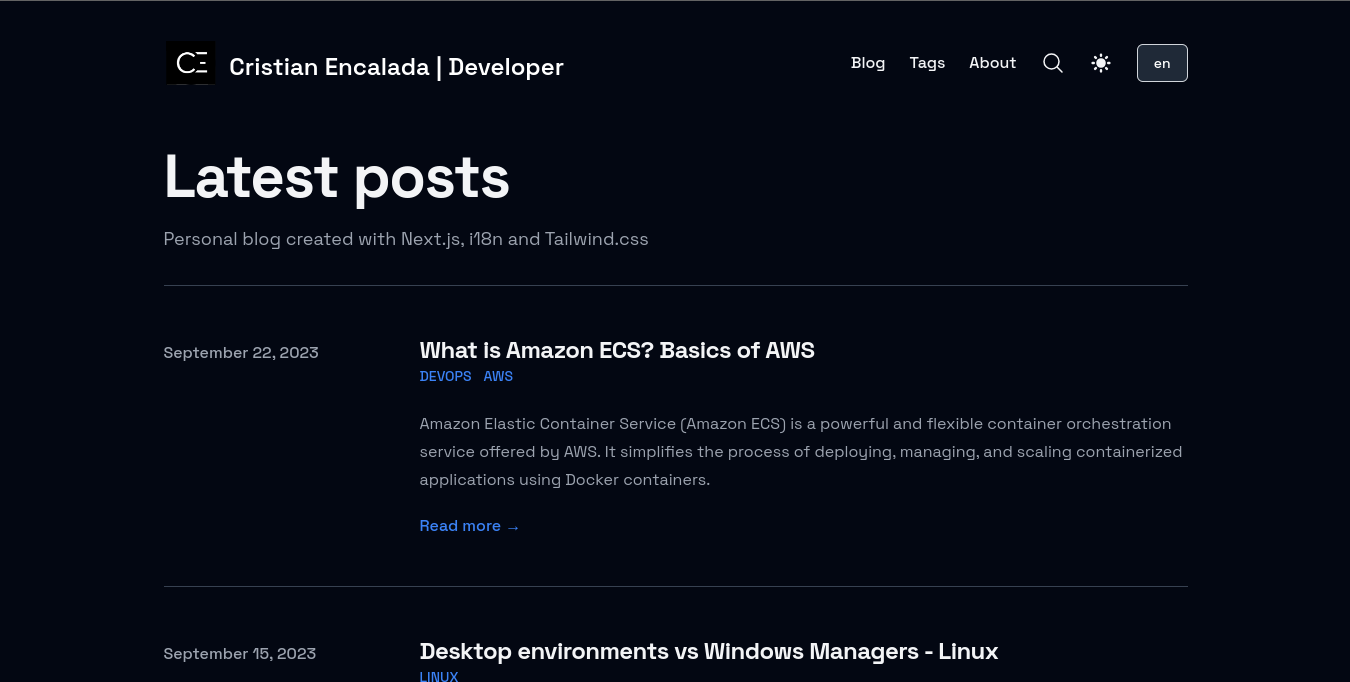 CE Cristian Encalada | Developer Blog Tags About en
Latest posts
Personal blog created with Next.js, i18n and Tailwind.css
September 22, 2023
What is Amazon ECS? Basics of AWS
DEVOPS AWS
Amazon Elastic Container Service (Amazon ECS) is a powerful and flexible container orchestration
service offered by AWS. It simplifies the process of deploying, managing, and scaling containerized
applications using Docker containers.
Read more →
September 15, 2023
Desktop environments vs Windows Managers - Linux
LINUX